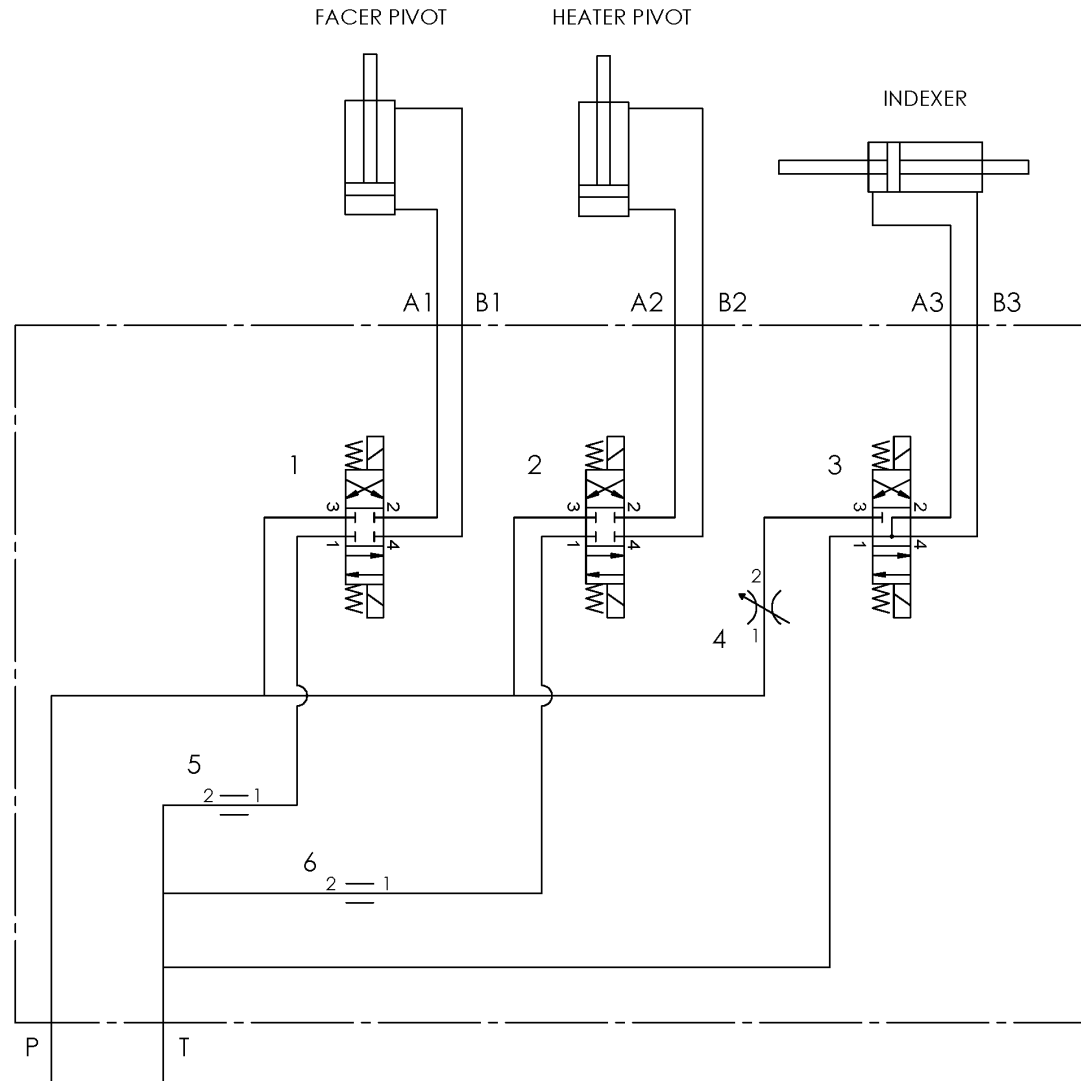 FACER PIVOT HEATER PIVOT
INDEXER
A1 B1 A2 B2 A3 B3
1 2 3
3 2 3 2 3 2
1 4 1 4 1 4
2
4 1
5
2 1
6
2 1
P T